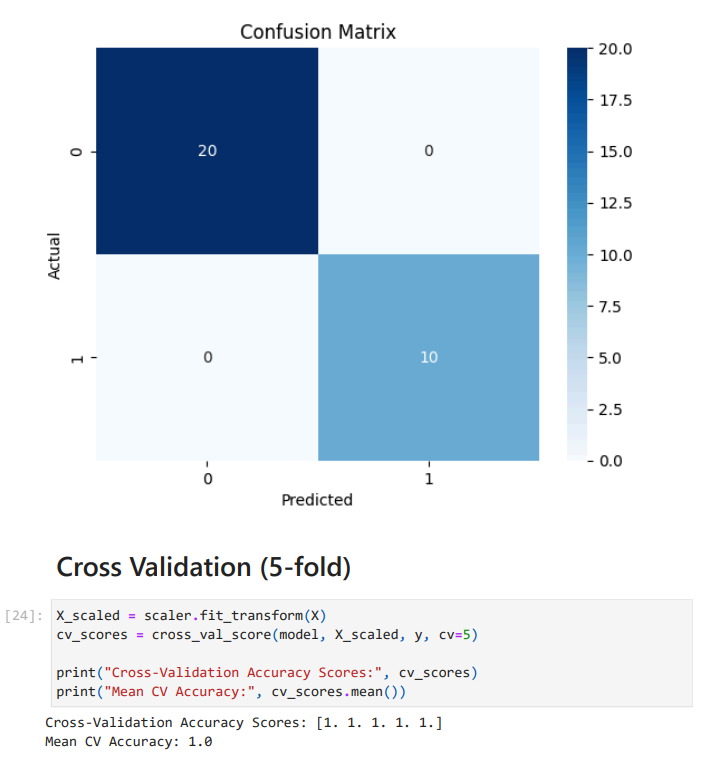 Confusion Matrix
20.0
17.5
15.0
12.5
10.0
7.5
5.0
2.5
0.0
Actual
0
1
20
0
0
10
0
1
Predicted
Cross Validation (5-fold)
[24]:
X_scaled = scaler.fit_transform(X)
cv_scores = cross_val_score(model, X_scaled, y, cv=5)
print("Cross-Validation Accuracy Scores:", cv_scores)
print("Mean CV Accuracy:", cv_scores.mean())
Cross-Validation Accuracy Scores: [1. 1. 1. 1. 1.]
Mean CV Accuracy: 1.0